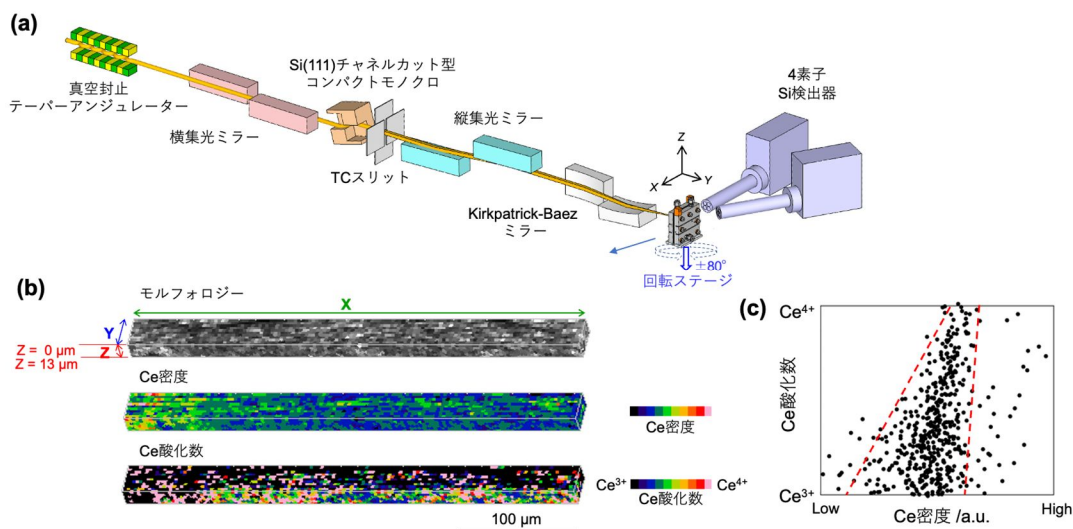 (a)
真空封止
テーパーアンジュレーター
横集光ミラー
Si(111)チャネルカット型
コンパクトモノクロ
TCスリット
縦集光ミラー
Kirkpatrick-Baez
ミラー
Z
X
Y
4素子
Si検出器
±80°
回転ステージ
(b)
モルフォロジー
X
Y
Z
Z = 0 µm
Z = 13 µm
Ce密度
Ce密度
Ce酸化数
Ce³⁺
Ce⁴⁺
Ce酸化数
100 µm
(c)
Ce⁴⁺
Ce酸化数
Ce³⁺
Low
Ce密度 /a.u.
High